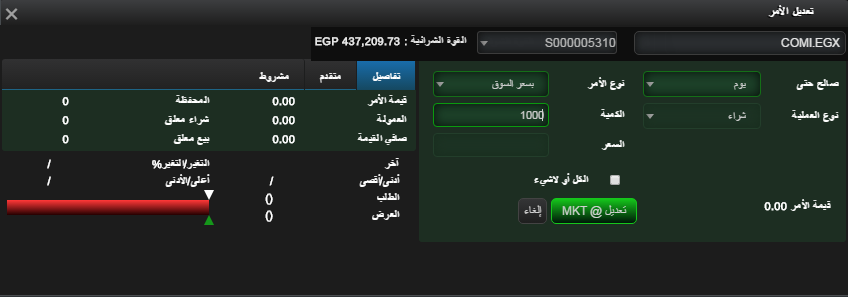 تعديل الأمر
COMI.EGX S000005310 القوة الشرائية : EGP 437,209.73
صالح حتى يوم نوع الأمر بسعر السوق
نوع العملية شراء الكمية 1000
السعر
الكل أو لاشيء
قيمة الأمر 0.00 تعديل @ MKT إلغاء
تفاصيل متقدم مشروط
قيمة الأمر 0.00 المحفظة 0
العمولة 0.00 شراء معلق 0
صافي القيمة 0.00 بيع معلق 0
آخر التغير/التغير% /
أدنى/أقصى / أعلى/الأدنى /
الطلب ()
العرض ()